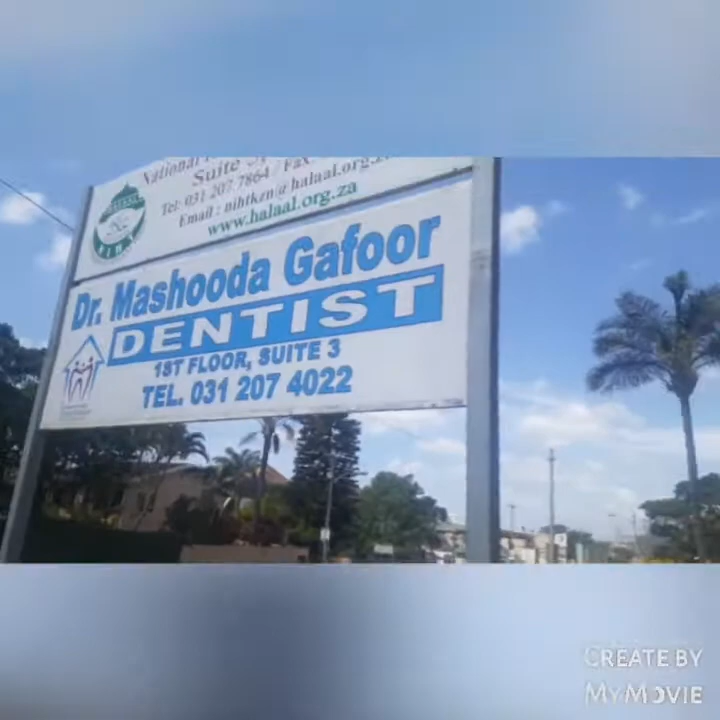 National
Suite
Tel: 031 207 7864 / Fax:
Email : nihtkzn@halaal.org.za
www.halaal.org.za
Dr. Mashooda Gafoor
DENTIST
1ST FLOOR, SUITE 3
TEL. 031 207 4022
CREATE BY
MYMOVIE